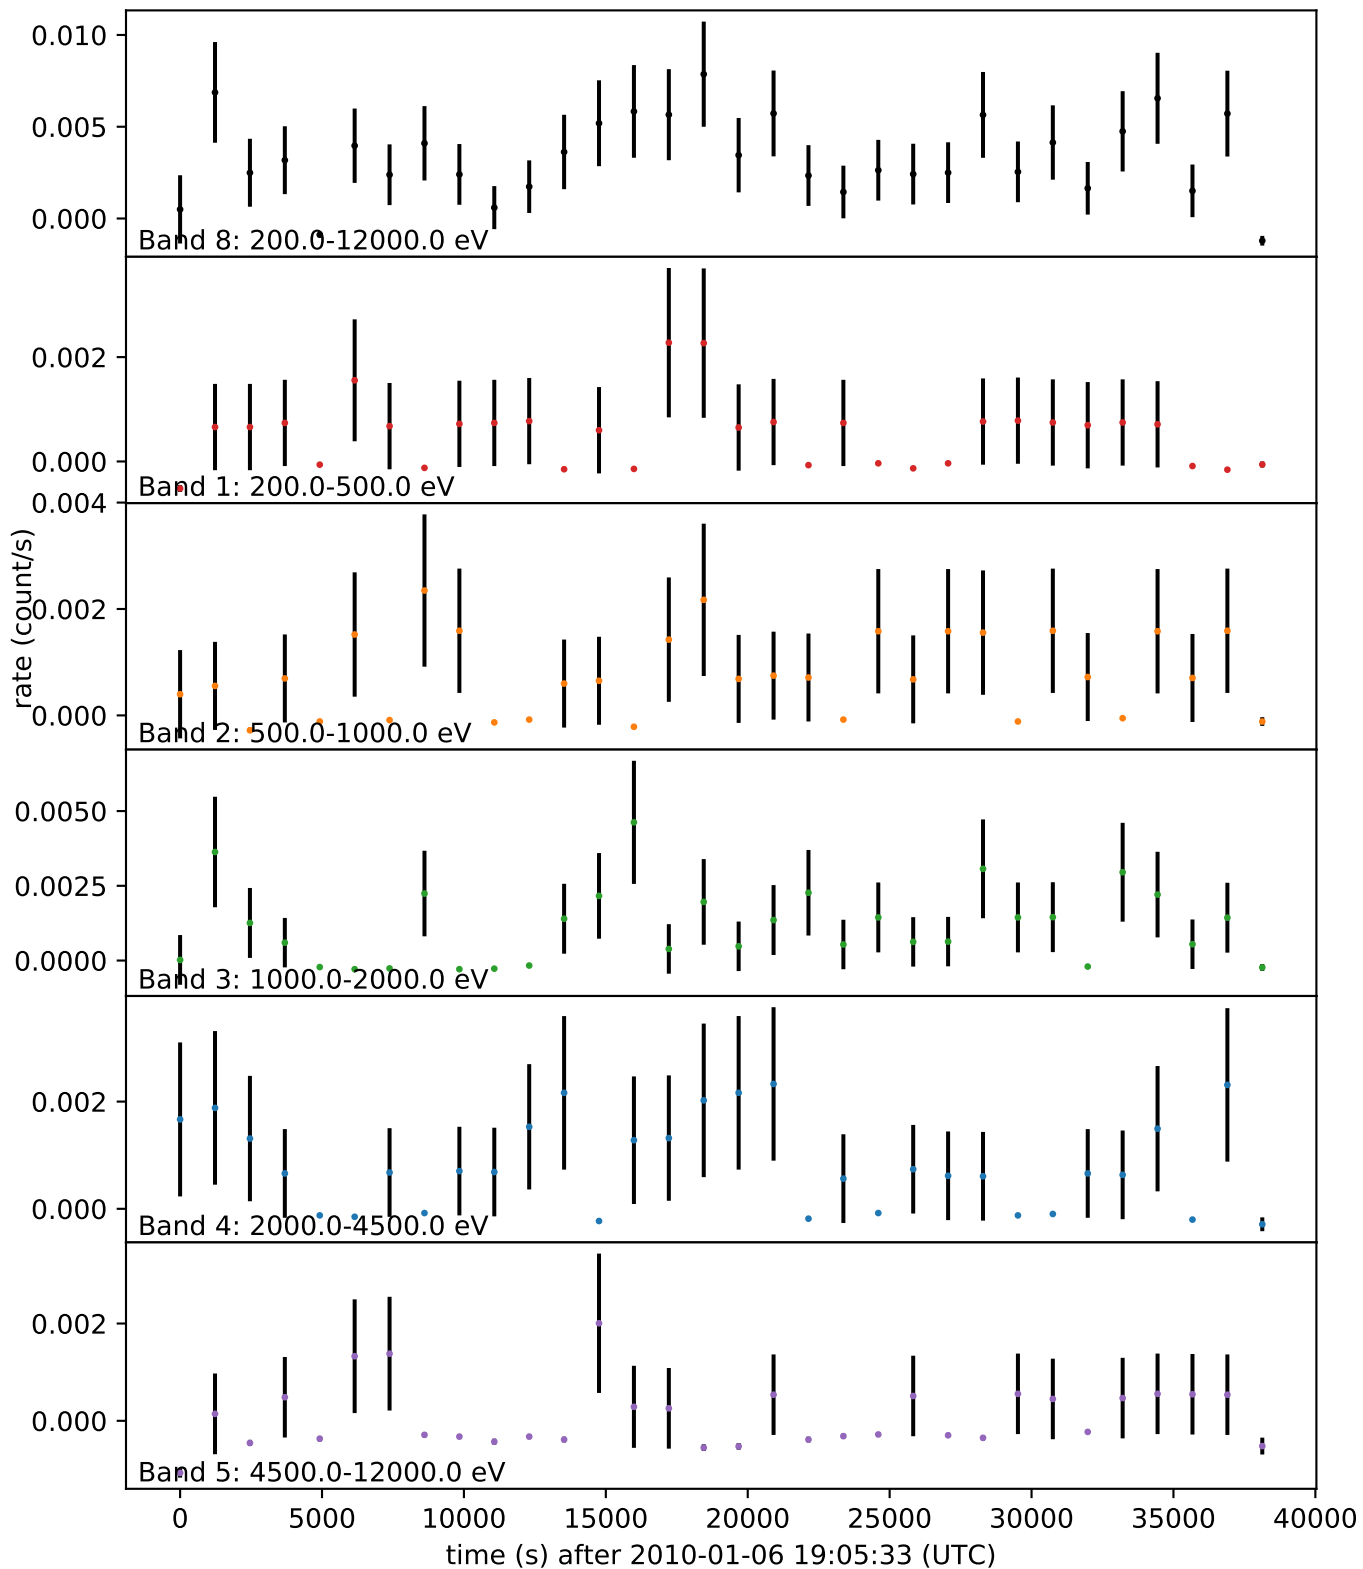 0.010
0.005
0.000
Band 8: 200.0-12000.0 eV
0.002
0.000
Band 1: 200.0-500.0 eV
0.004
0.002
0.000
Band 2: 500.0-1000.0 eV
rate (count/s)
0.0050
0.0025
0.0000
Band 3: 1000.0-2000.0 eV
0.002
0.000
Band 4: 2000.0-4500.0 eV
0.002
0.000
Band 5: 4500.0-12000.0 eV
0 5000 10000 15000 20000 25000 30000 35000 40000
time (s) after 2010-01-06 19:05:33 (UTC)